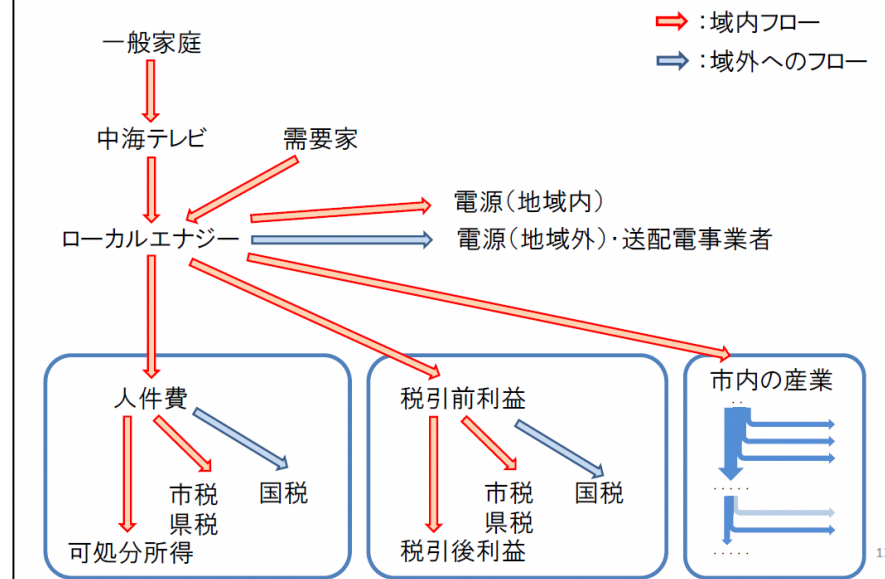 :域内フロー
:域外へのフロー
一般家庭
中海テレビ
需要家
電源(地域内)
ローカルエナジー
電源(地域外)・送配電事業者
人件費
市税
県税
国税
可処分所得
税引前利益
市税
県税
国税
税引後利益
市内の産業